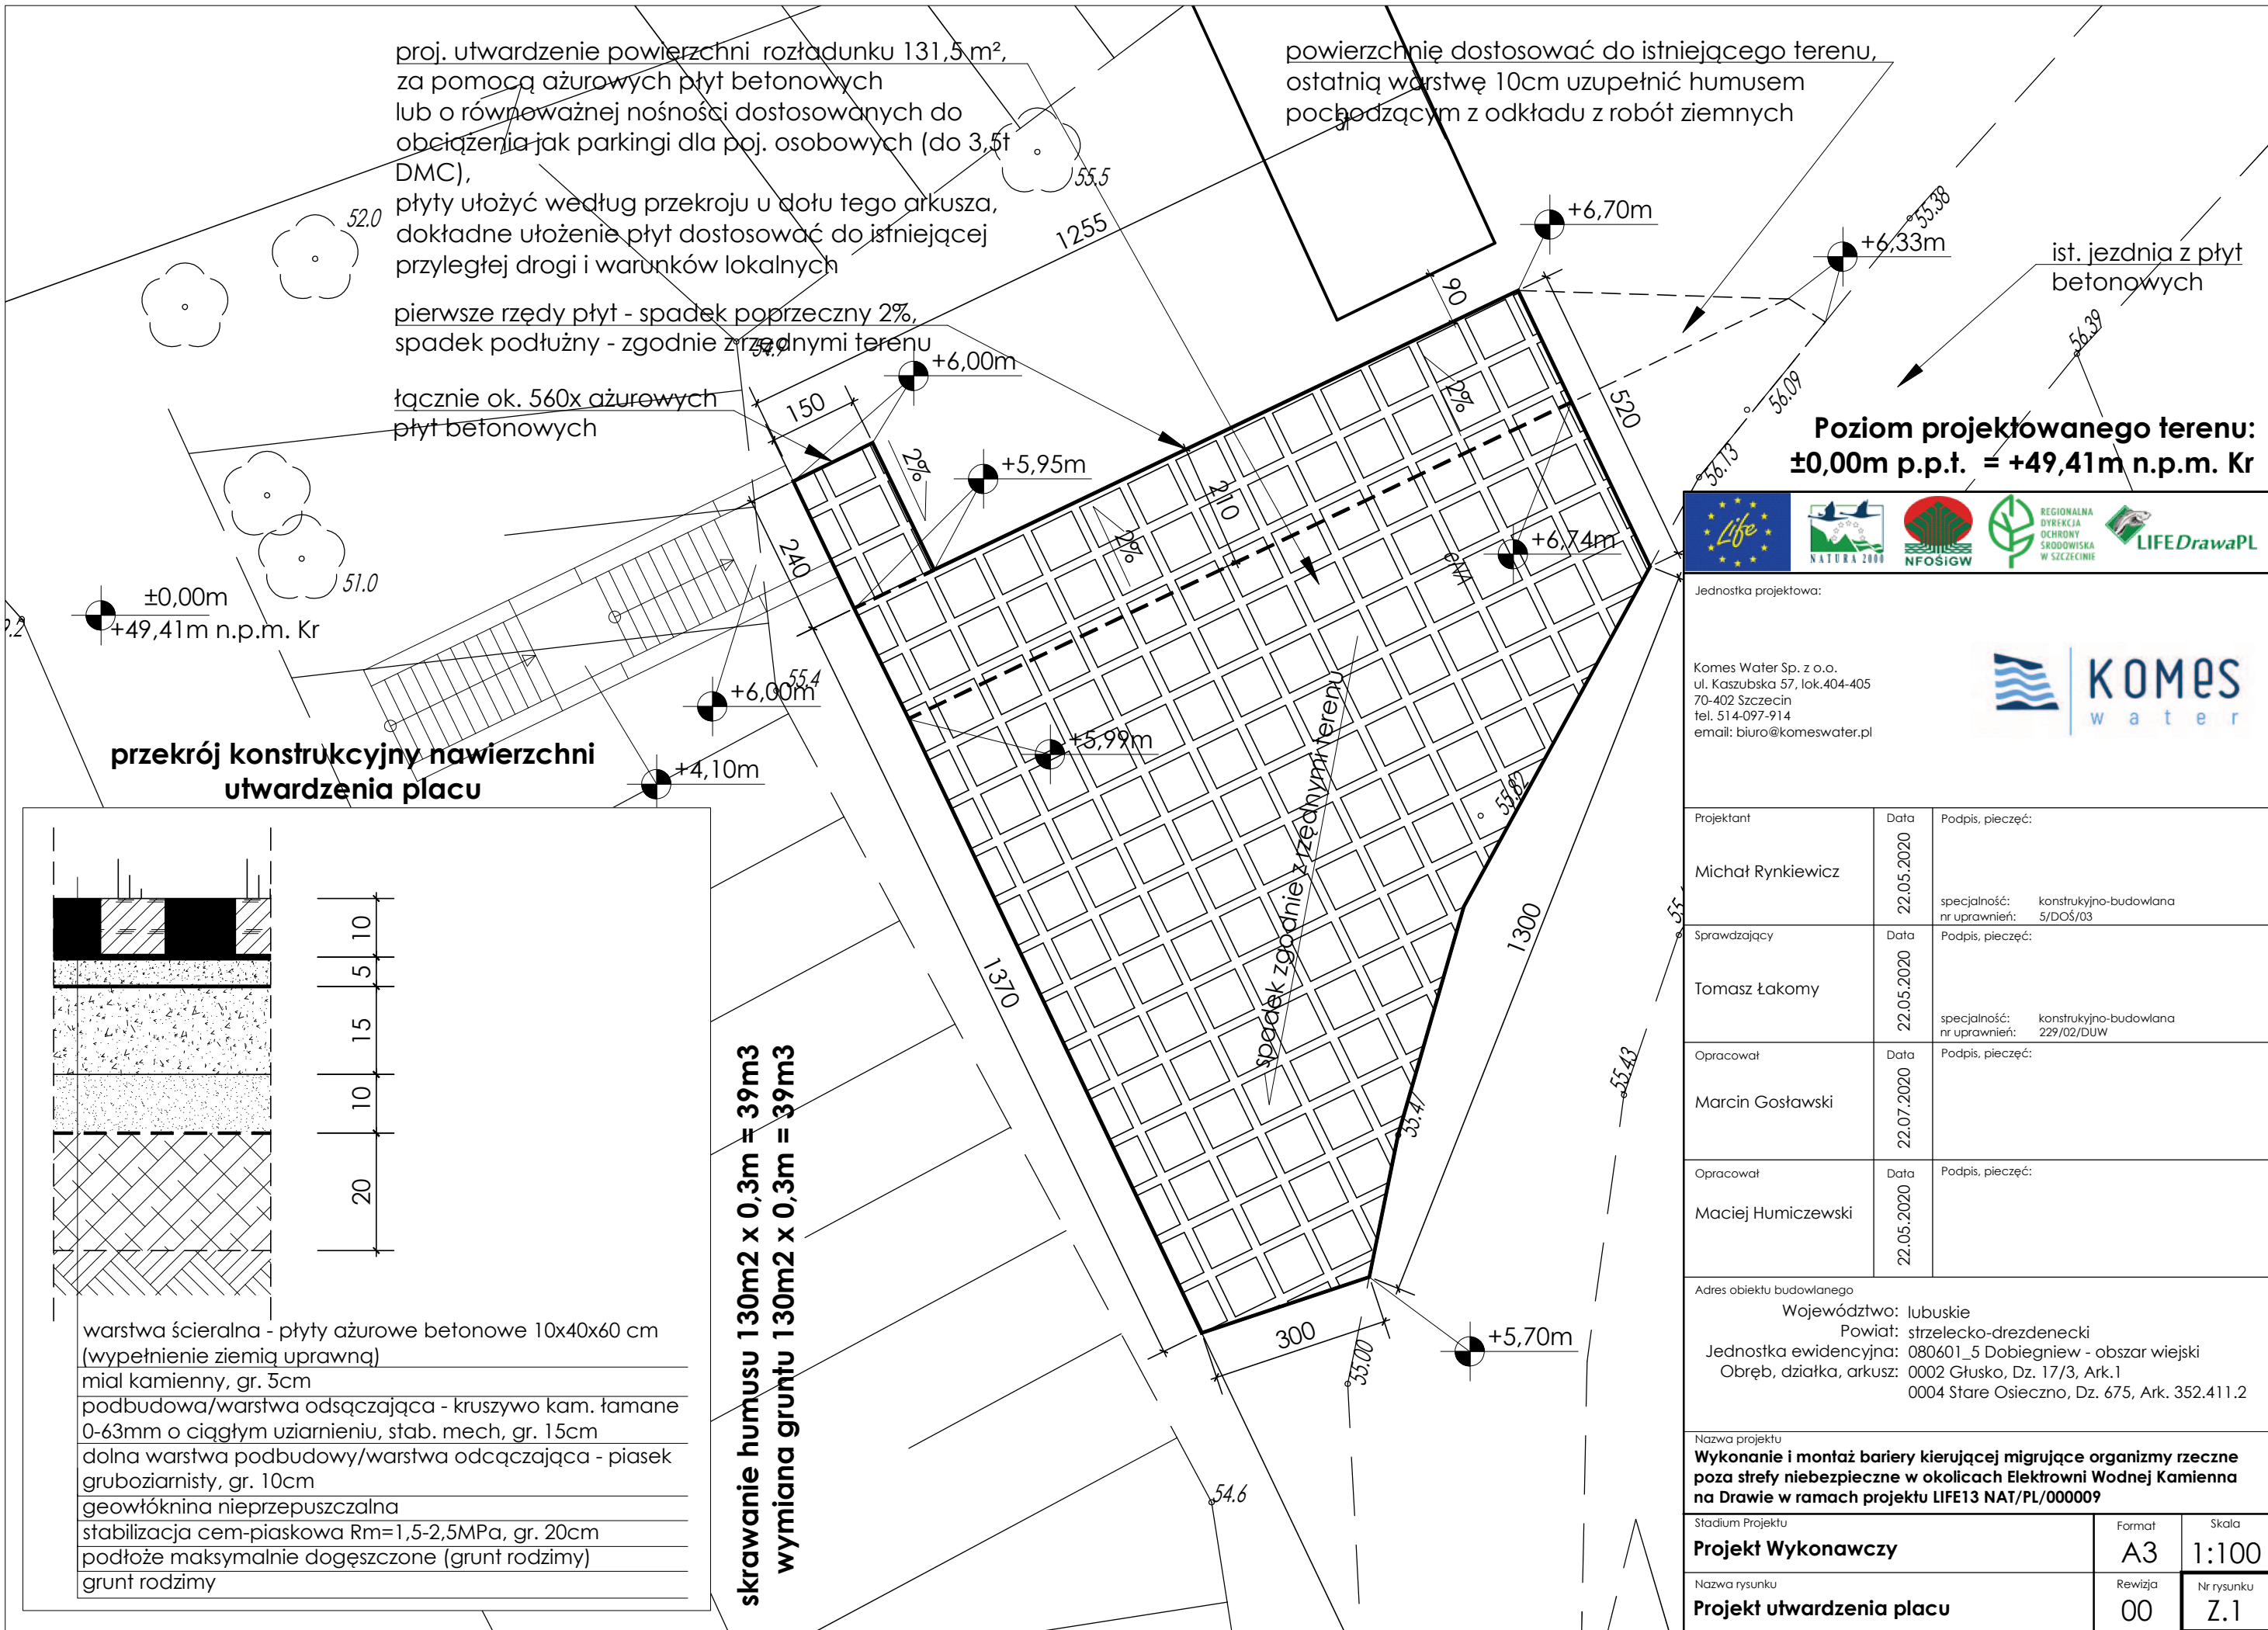 proj. utwardzenie powierzchni rozładunku 131,5 m²,
za pomocą ażurowych płyt betonowych
lub o równoważnej nośności dostosowanych do
obciążenia jak parkingi dla poj. osobowych (do 3,5t
DMC),
płyty ułożyć według przekroju u dołu tego arkusza,
dokładne ułożenie płyt dostosować do istniejącej
przyległej drogi i warunków lokalnych
pierwsze rzędy płyt - spadek poprzeczny 2%,
spadek podłużny - zgodnie z rzędnymi terenu
łącznie ok. 560x ażurowych
płyt betonowych
powierzchnię dostosować do istniejącego terenu,
ostatnią warstwę 10cm uzupełnić humusem
pochodzącym z odkładu z robót ziemnych
ist. jezdnia z płyt
betonowych
Poziom projektowanego terenu:
±0,00m p.p.t. = +49,41m n.p.m. Kr
52.0
55.5
1255
+6,70m
+6,33m
55.38
56.39
56.09
56.13
90
520
54.9
+6,00m
150
2%
+5,95m
240
210
2%
2%
+6,74m
eNA
51.0
±0,00m
+49,41m n.p.m. Kr
55.4
+6,00m
+5,99m
+4,10m
55.82
spadek zgodnie z rzędnymi terenu
1370
1300
55.43
55.47
300
55.00
+5,70m
54.6
przekrój konstrukcyjny nawierzchni
utwardzenia placu
10
5
15
10
20
warstwa ścieralna - płyty ażurowe betonowe 10x40x60 cm
(wypełnienie ziemią uprawną)
miał kamienny, gr. 5cm
podbudowa/warstwa odsączająca - kruszywo kam. łamane
0-63mm o ciągłym uziarnieniu, stab. mech, gr. 15cm
dolna warstwa podbudowy/warstwa odcączająca - piasek
gruboziarnisty, gr. 10cm
geowłóknina nieprzepuszczalna
stabilizacja cem-piaskowa Rm=1,5-2,5MPa, gr. 20cm
podłoże maksymalnie dogęszczone (grunt rodzimy)
grunt rodzimy
skrawanie humusu 130m2 x 0,3m = 39m3
wymiana gruntu 130m2 x 0,3m = 39m3
Life
NATURA 2000
NFOŚiGW
REGIONALNA
DYREKCJA
OCHRONY
ŚRODOWISKA
W SZCZECINIE
LIFEDrawaPL
Jednostka projektowa:
Komes Water Sp. z o.o.
ul. Kaszubska 57, lok.404-405
70-402 Szczecin
tel. 514-097-914
email: biuro@komeswater.pl
KOMES
water
Projektant
Data
Podpis, pieczęć:
Michał Rynkiewicz
22.05.2020
specjalność: konstrukyjno-budowlana
nr uprawnień: 5/DOŚ/03
Sprawdzający
Data
Podpis, pieczęć:
Tomasz Łakomy
22.05.2020
specjalność: konstrukyjno-budowlana
nr uprawnień: 229/02/DUW
Opracował
Data
Podpis, pieczęć:
Marcin Gosławski
22.07.2020
Opracował
Data
Podpis, pieczęć:
Maciej Humiczewski
22.05.2020
Adres obiektu budowlanego
Województwo: lubuskie
Powiat: strzelecko-drezdenecki
Jednostka ewidencyjna: 080601_5 Dobiegniew - obszar wiejski
Obręb, działka, arkusz: 0002 Głusko, Dz. 17/3, Ark.1
0004 Stare Osieczno, Dz. 675, Ark. 352.411.2
Nazwa projektu
Wykonanie i montaż bariery kierującej migrujące organizmy rzeczne
poza strefy niebezpieczne w okolicach Elektrowni Wodnej Kamienna
na Drawie w ramach projektu LIFE13 NAT/PL/000009
Stadium Projektu
Projekt Wykonawczy
Format
A3
Skala
1:100
Nazwa rysunku
Projekt utwardzenia placu
Rewizja
00
Nr rysunku
Z.1